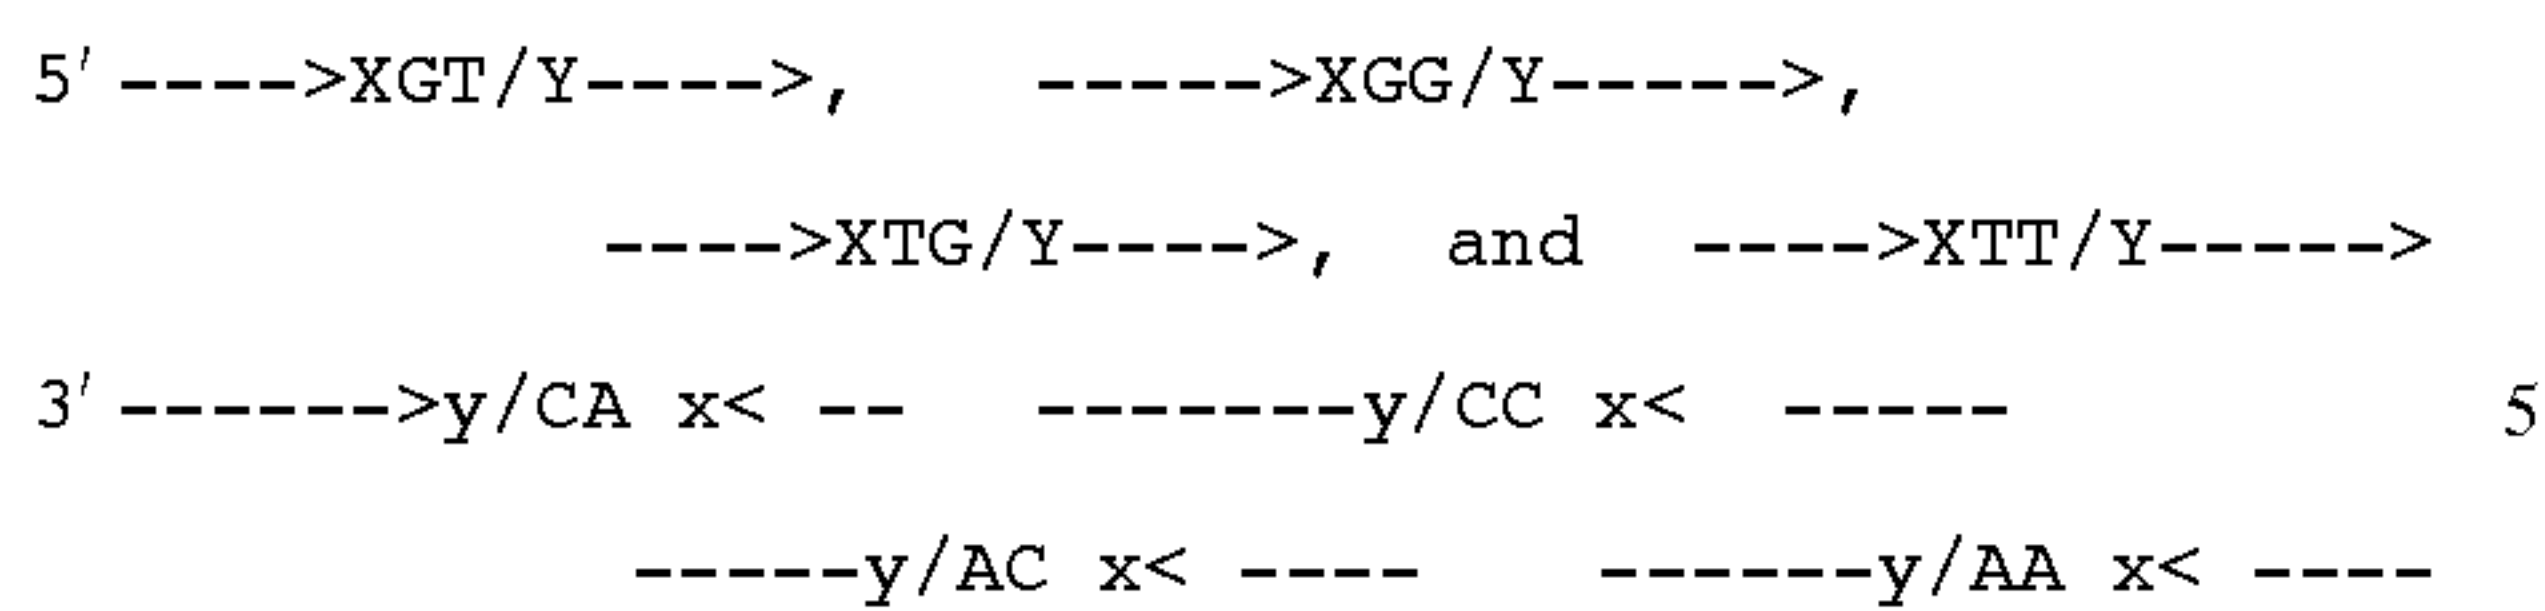 5′ ---->XGT/Y---->, ----->XGG/Y----->,
---->XTG/Y---->, and ---->XTT/Y----->
3′ ------>y/CA x< -- -------y/CC x< ----- 5
-----y/AC x< ---- ------y/AA x< ----